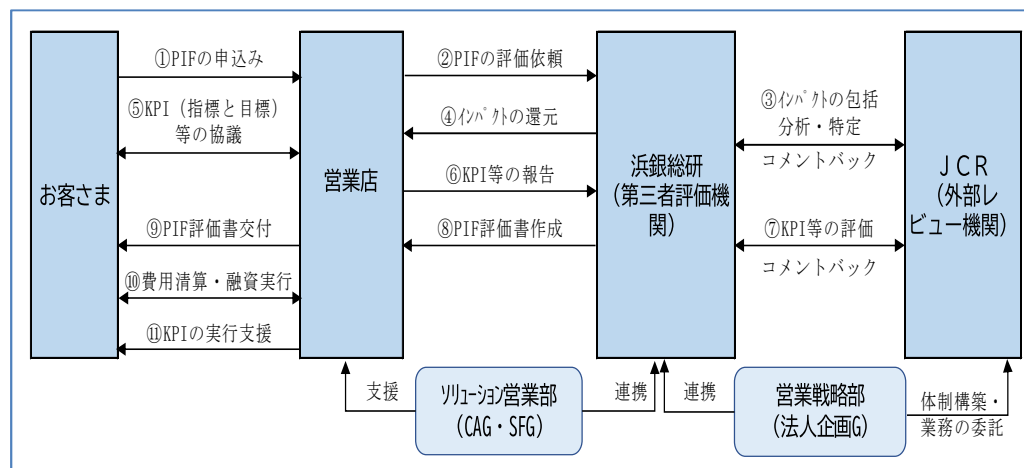 お客さま
①PIFの申込み
⑤KPI（指標と目標）
等の協議
⑨PIF評価書交付
⑩費用清算・融資実行
⑪KPIの実行支援
営業店
②PIFの評価依頼
④ｲﾝﾊﾟｸﾄの還元
⑥KPI等の報告
⑧PIF評価書作成
浜銀総研
（第三者評価機
関）
③ｲﾝﾊﾟｸﾄの包括
分析・特定
コメントバック
⑦KPI等の評価
コメントバック
ＪＣＲ
（外部レ
ビュー機関）
支援
ｿﾘｭｰｼｮﾝ営業部
（CAG・SFG）
連携
連携
営業戦略部
（法人企画G）
体制構築・
業務の委託